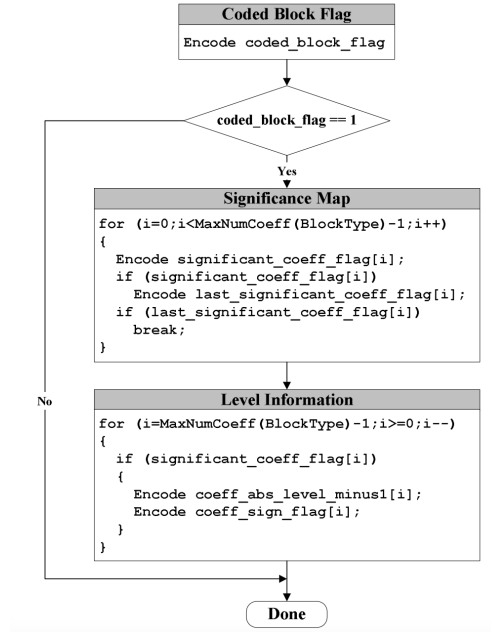 Coded Block Flag
Encode coded_block_flag
coded_block_flag == 1
Yes
Significance Map
for (i=0;i<MaxNumCoeff(BlockType)-1;i++)
{
Encode significant_coeff_flag[i];
if (significant_coeff_flag[i])
Encode last_significant_coeff_flag[i];
if (last_significant_coeff_flag[i])
break;
}
No
Level Information
for (i=MaxNumCoeff(BlockType)-1;i>=0;i--)
{
if (significant_coeff_flag[i])
{
Encode coeff_abs_level_minus1[i];
Encode coeff_sign_flag[i];
}
}
Done